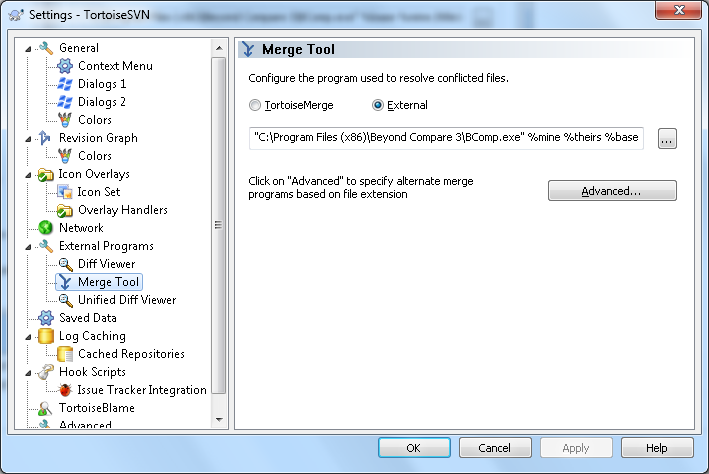 Settings - TortoiseSVN
General
Context Menu
Dialogs 1
Dialogs 2
Colors
Revision Graph
Colors
Icon Overlays
Icon Set
Overlay Handlers
Network
External Programs
Diff Viewer
Merge Tool
Unified Diff Viewer
Saved Data
Log Caching
Cached Repositories
Hook Scripts
Issue Tracker Integration
TortoiseBlame
Advanced
Merge Tool
Configure the program used to resolve conflicted files.
TortoiseMerge
External
"C:\Program Files (x86)\Beyond Compare 3\BComp.exe" %mine %theirs %base
...
Click on "Advanced" to specify alternate merge
programs based on file extension
Advanced...
OK
Cancel
Apply
Help